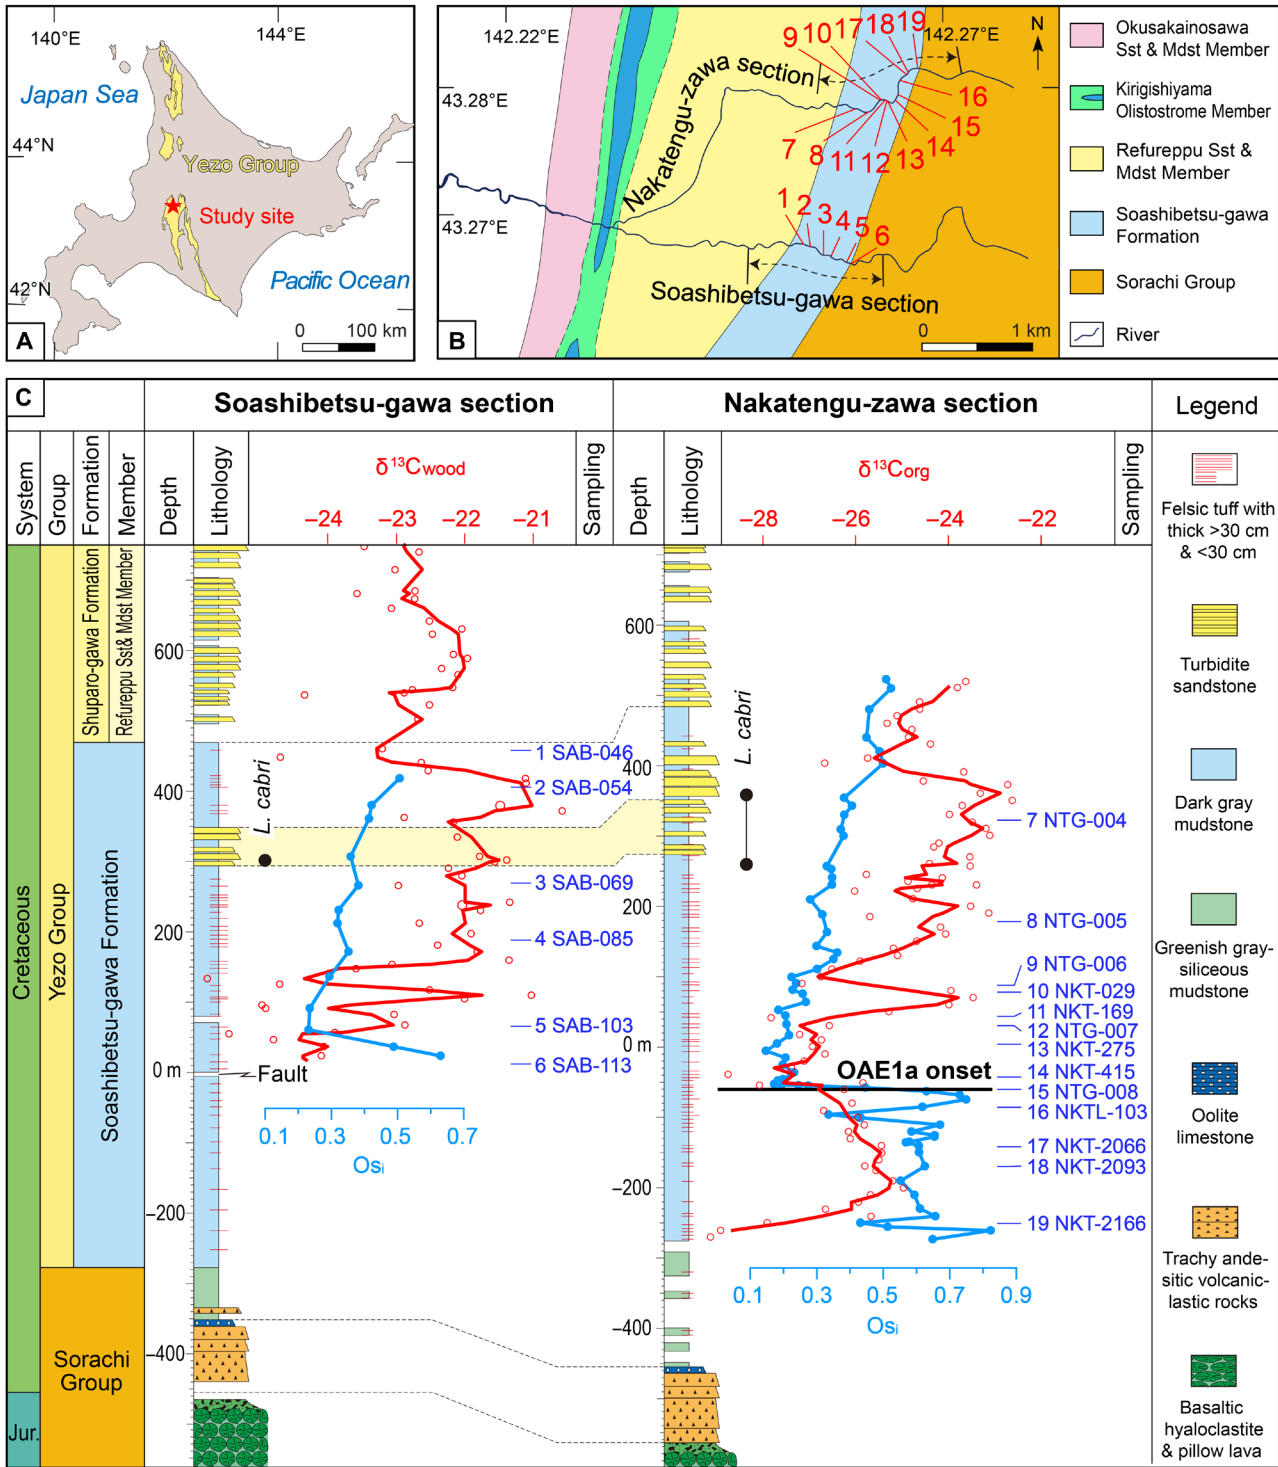 140°E
144°E
Japan Sea
44°N
Yezo Group
Study site
Pacific Ocean
42°N
0 100 km
A
142.22°E
142.27°E
N
43.28°N
43.27°E
9 10 17 18 19
16
15
14
13
12
11
8
7
1 2 3 4 5 6
Nakatengu-zawa section
Soashibetsu-gawa section
0 1 km
B
Okusakainosawa
Sst & Mdst Member
Kirigishiyama
Olistostrome Member
Refureppu Sst &
Mdst Member
Soashibetsu-gawa
Formation
Sorachi Group
River
C
Soashibetsu-gawa section
Nakatengu-zawa section
Legend
System
Group
Formation
Member
Depth
Lithology
δ¹³Cwood
−24 −23 −22 −21
Sampling
Depth
Lithology
δ¹³Corg
−28 −26 −24 −22
Sampling
Cretaceous
Jur.
Yezo Group
Sorachi
Group
Shuparo-gawa Formation
Refureppu Sst& Mdst Member
Soashibetsu-gawa Formation
600
400
200
0 m
−200
−400
L. cabri
Fault
1 SAB-046
2 SAB-054
3 SAB-069
4 SAB-085
5 SAB-103
6 SAB-113
0.1 0.3 0.5 0.7
Osi
600
400
200
0 m
−200
−400
L. cabri
OAE1a onset
7 NTG-004
8 NTG-005
9 NTG-006
10 NKT-029
11 NKT-169
12 NTG-007
13 NKT-275
14 NKT-415
15 NTG-008
16 NKTL-103
17 NKT-2066
18 NKT-2093
19 NKT-2166
0.1 0.3 0.5 0.7 0.9
Osi
Felsic tuff with
thick >30 cm
& <30 cm
Turbidite
sandstone
Dark gray
mudstone
Greenish gray-
siliceous
mudstone
Oolite
limestone
Trachy ande-
sitic volcanic-
lastic rocks
Basaltic
hyaloclastite
& pillow lava